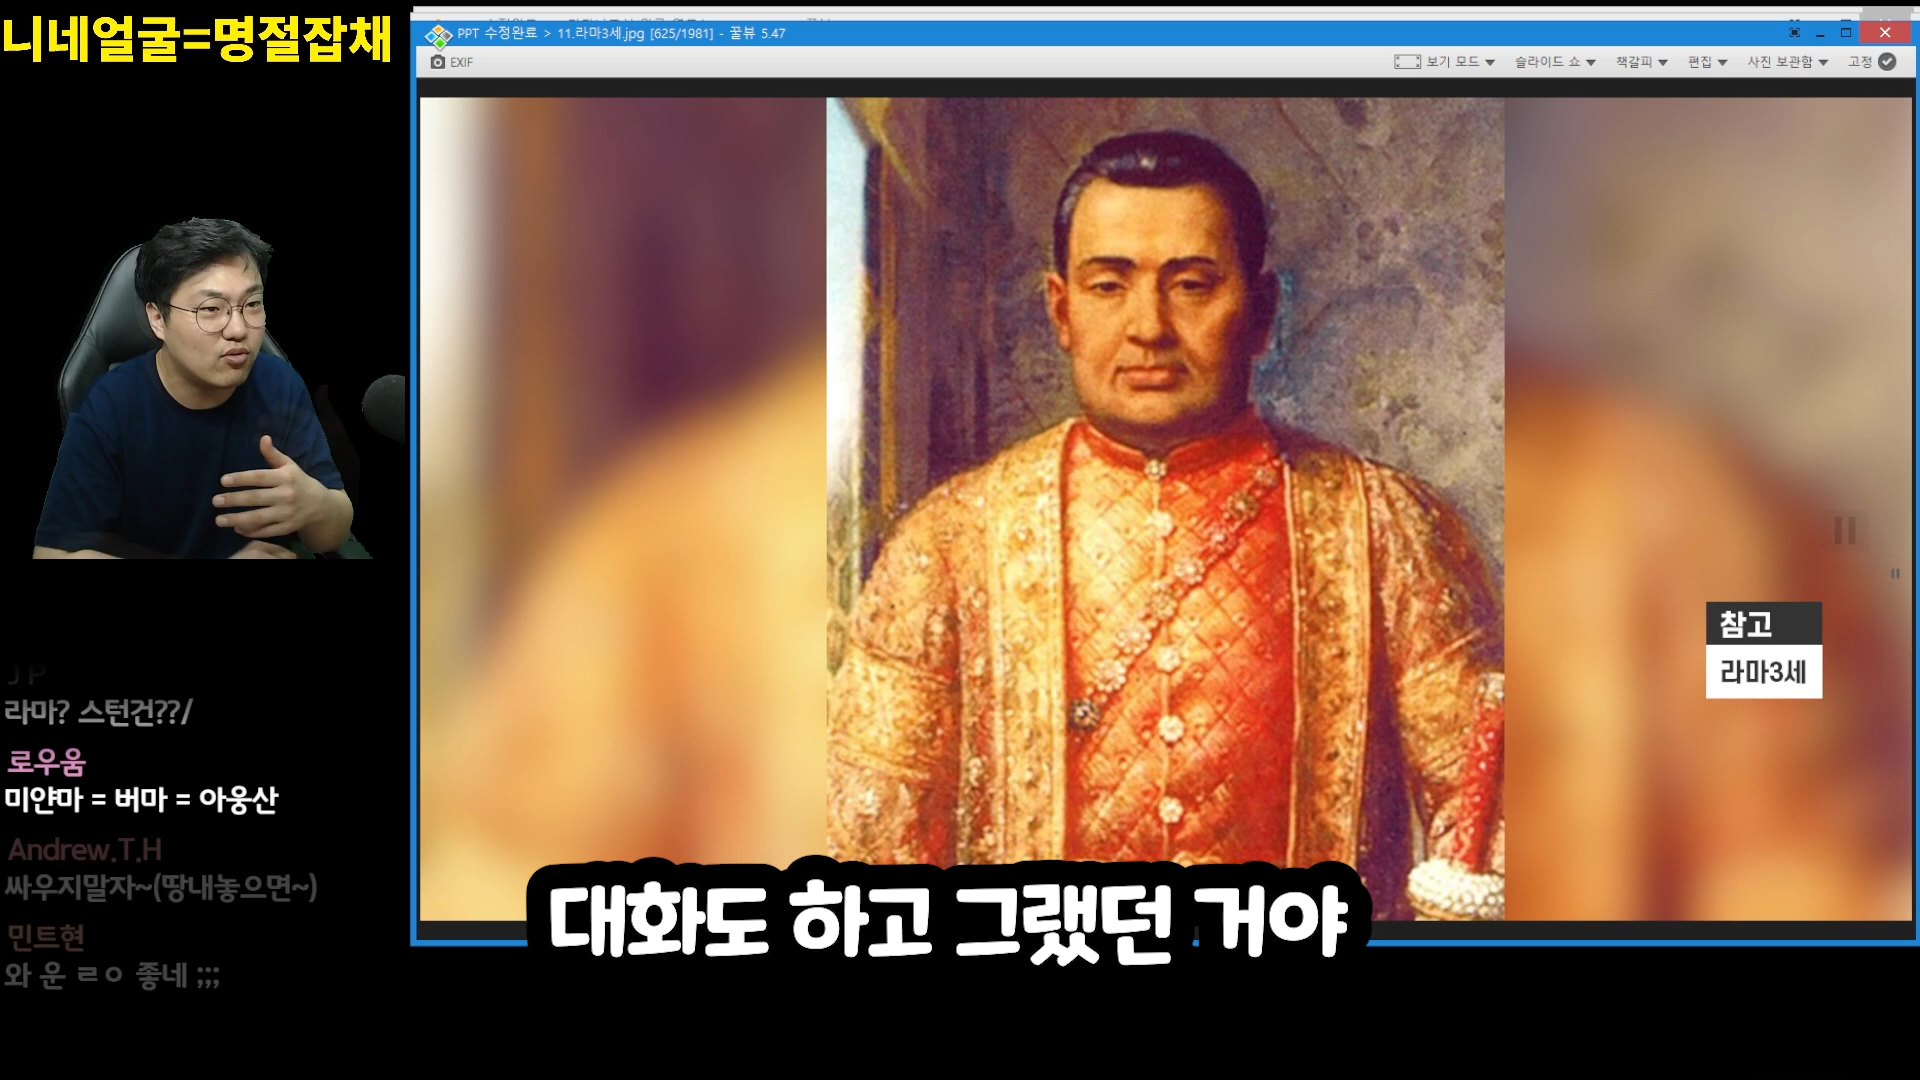 니네얼굴=명절잡채
PPT 수정완료 > 11.라마3세.jpg [625/1981] - 꿀뷰 5.47
EXIF
보기 모드
슬라이드 쇼
책갈피
편집
사진 보관함
고정
참고
라마3세
J P
라마? 스턴건??/
로우움
미얀마 = 버마 = 아웅산
Andrew.T.H
싸우지말자~(땅내놓으면~)
민트현
와 운 ㄹㅇ 좋네 ;;;
대화도 하고 그랬던 거야